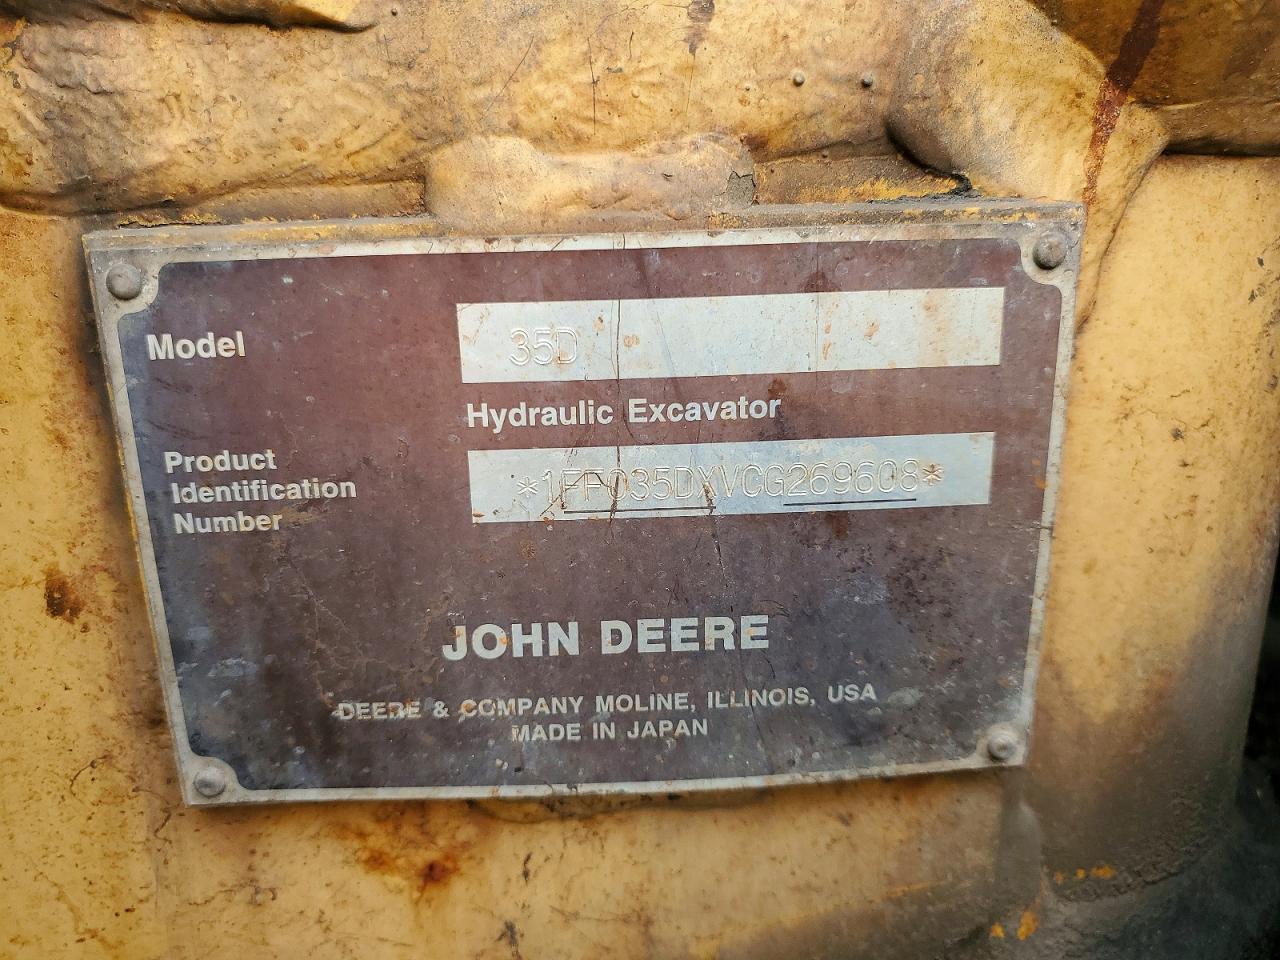 Model 35D
Hydraulic Excavator
Product
Identification
Number
*1FF035DXVCG269608*
JOHN DEERE
DEERE & COMPANY MOLINE, ILLINOIS, USA
MADE IN JAPAN